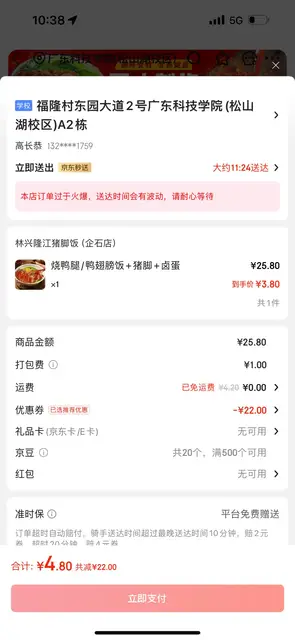 10:38
5G
学校 福隆村东园大道2号广东科技学院(松山
湖校区)A2栋
高长恭 132****1759
立即送出 京东秒送 大约11:24送达
本店订单过于火爆，送达时间会有波动，请耐心等待
林兴隆江猪脚饭（企石店）
烧鸭腿/鸭翅膀饭+猪脚+卤蛋 ¥25.80
×1 到手价 ¥3.80
共1件
商品金额 ¥25.80
打包费 ¥1.00
运费 已免运费 ¥4.20 ¥0.00
优惠券 已选推荐优惠 -¥22.00
礼品卡(京东卡/E卡) 无可用
京豆 共20个，满500个可用
红包 无可用
准时保 平台免费赠送
订单超时自动赔付，骑手送达时间超过最晚送达时间10分钟，赔2元
券，超时20分钟，赔4元券
合计: ¥4.80 共减¥22.00
立即支付